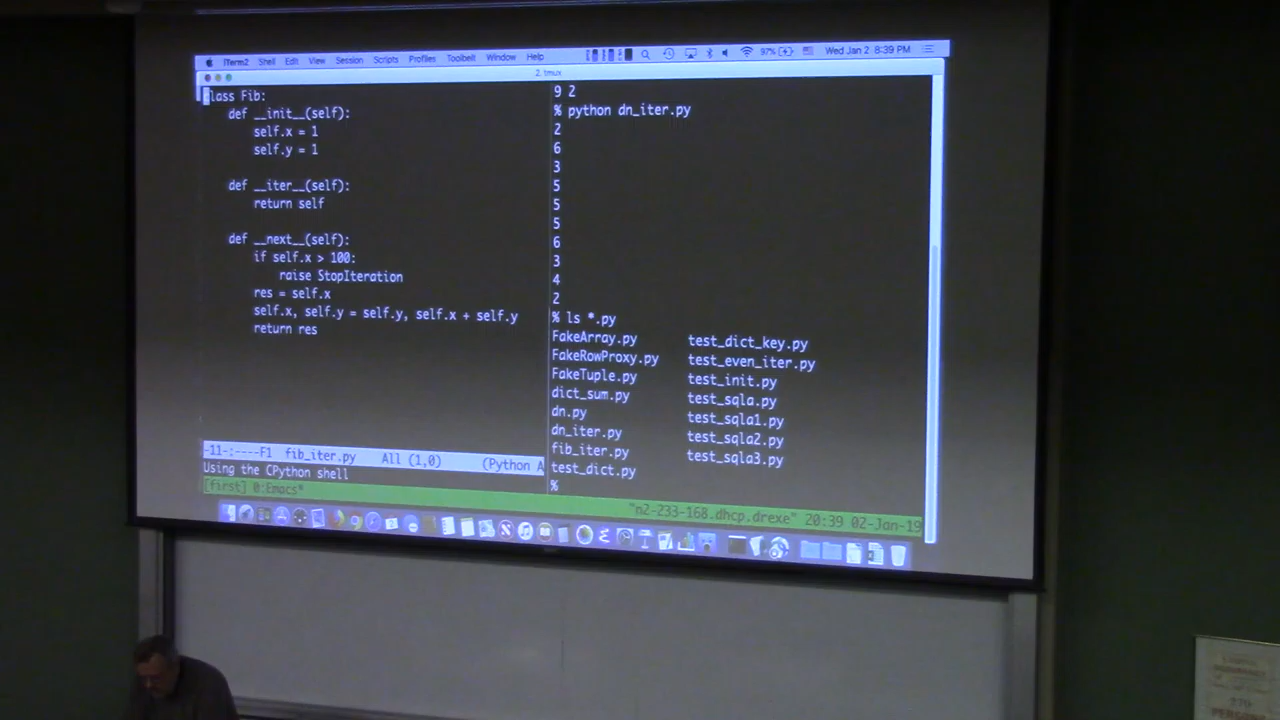 iTerm2 Shell Edit View Session Scripts Profiles Toolbelt Window Help 97% Wed Jan 2 8:39 PM
2. tmux
class Fib:
def __init__(self):
self.x = 1
self.y = 1
def __iter__(self):
return self
def __next__(self):
if self.x > 100:
raise StopIteration
res = self.x
self.x, self.y = self.y, self.x + self.y
return res
-11-:----F1 fib_iter.py All (1,0) (Python A
Using the CPython shell
[first] 0:Emacs*
9 2
% python dn_iter.py
2
6
3
5
5
5
6
3
4
2
% ls *.py
FakeArray.py test_dict_key.py
FakeRowProxy.py test_even_iter.py
FakeTuple.py test_init.py
dict_sum.py test_sqla.py
dn.py test_sqla1.py
dn_iter.py test_sqla2.py
fib_iter.py test_sqla3.py
test_dict.py
%
"n2-233-168.dhcp.drexe" 20:39 02-Jan-19